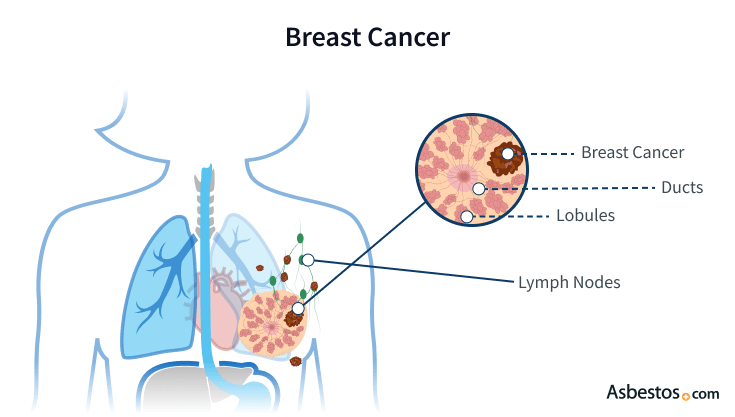 Breast Cancer
Breast Cancer
Ducts
Lobules
Lymph Nodes
Asbestos.com